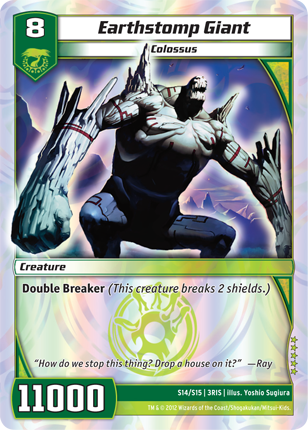 8
Earthstomp Giant
Colossus
Creature
Double Breaker (This creature breaks 2 shields.)
“How do we stop this thing? Drop a house on it?” —Ray
11000
S14/S15 | 3RIS | illus. Yoshio Sugiura
TM & © 2012 Wizards of the Coast/Shogakukan/Mitsui-Kids.